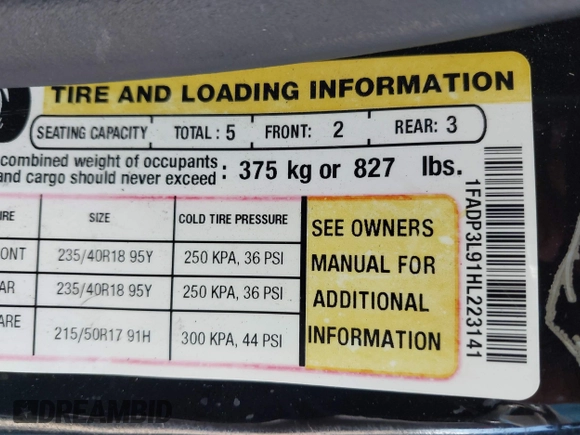 TIRE AND LOADING INFORMATION
SEATING CAPACITY TOTAL : 5 FRONT: 2 REAR: 3
combined weight of occupants
and cargo should never exceed : 375 kg or 827 lbs.
SIZE COLD TIRE PRESSURE
235/40R18 95Y 250 KPA, 36 PSI
235/40R18 95Y 250 KPA, 36 PSI
215/50R17 91H 300 KPA, 44 PSI
SEE OWNERS
MANUAL FOR
ADDITIONAL
INFORMATION
1FADP3L91HL223141
DREAMBID